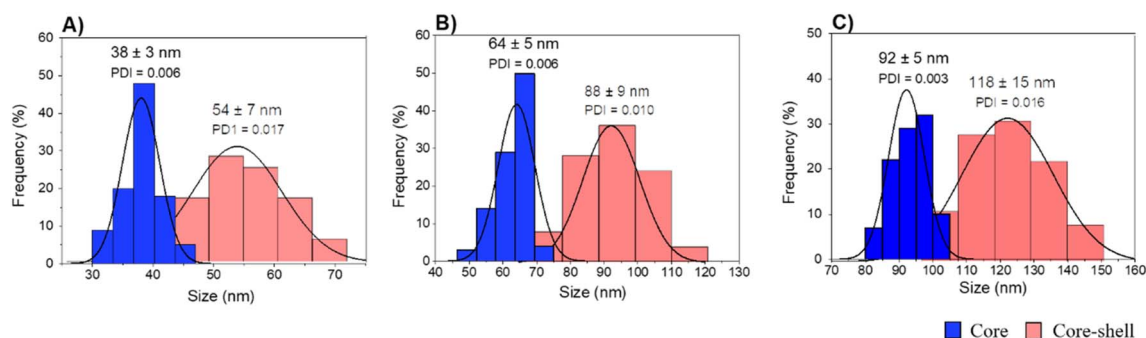 A)
60
50
40
30
20
10
0
Frequency (%)
38 ± 3 nm
PDI = 0.006
54 ± 7 nm
PD1 = 0.017
30 40 50 60 70
Size (nm)
B)
60
50
40
30
20
10
0
Frequency (%)
64 ± 5 nm
PDI = 0.006
88 ± 9 nm
PDI = 0.010
40 50 60 70 80 90 100 110 120 130
Size (nm)
C)
50
40
30
20
10
0
Frequency (%)
92 ± 5 nm
PDI = 0.003
118 ± 15 nm
PDI = 0.016
70 80 90 100 110 120 130 140 150 160
Size (nm)
Core Core-shell